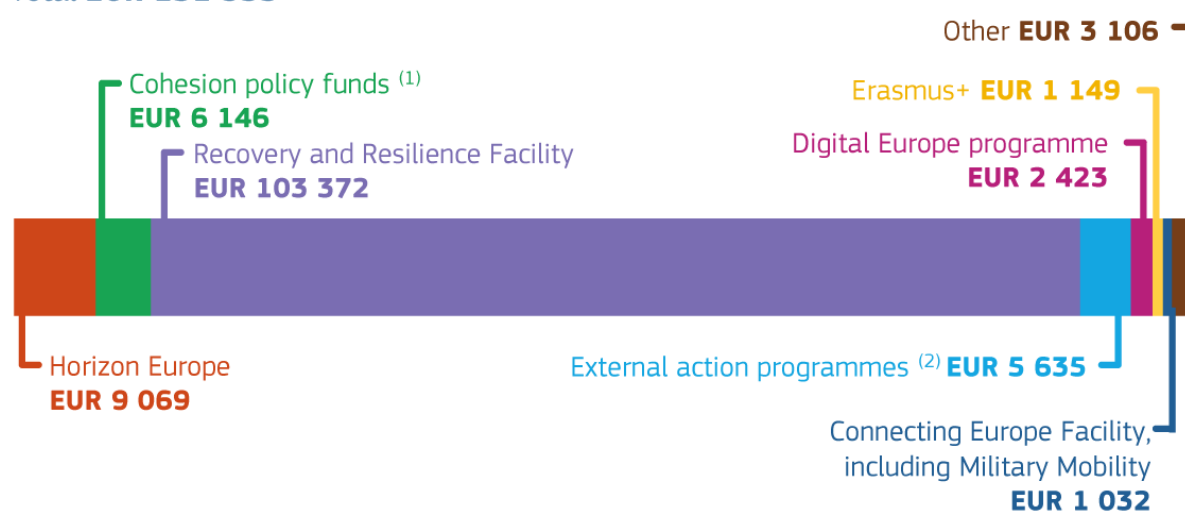 Other EUR 3 106
Cohesion policy funds (1)
EUR 6 146
Erasmus+ EUR 1 149
Recovery and Resilience Facility
EUR 103 372
Digital Europe programme
EUR 2 423
Horizon Europe
EUR 9 069
External action programmes (2) EUR 5 635
Connecting Europe Facility,
including Military Mobility
EUR 1 032